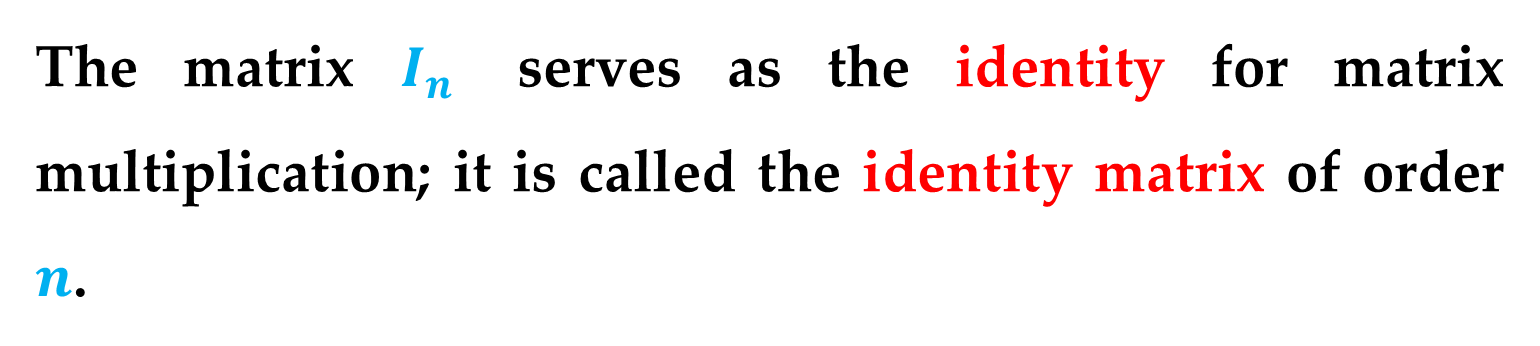 The matrix Iₙ serves as the identity for matrix
multiplication; it is called the identity matrix of order
n.